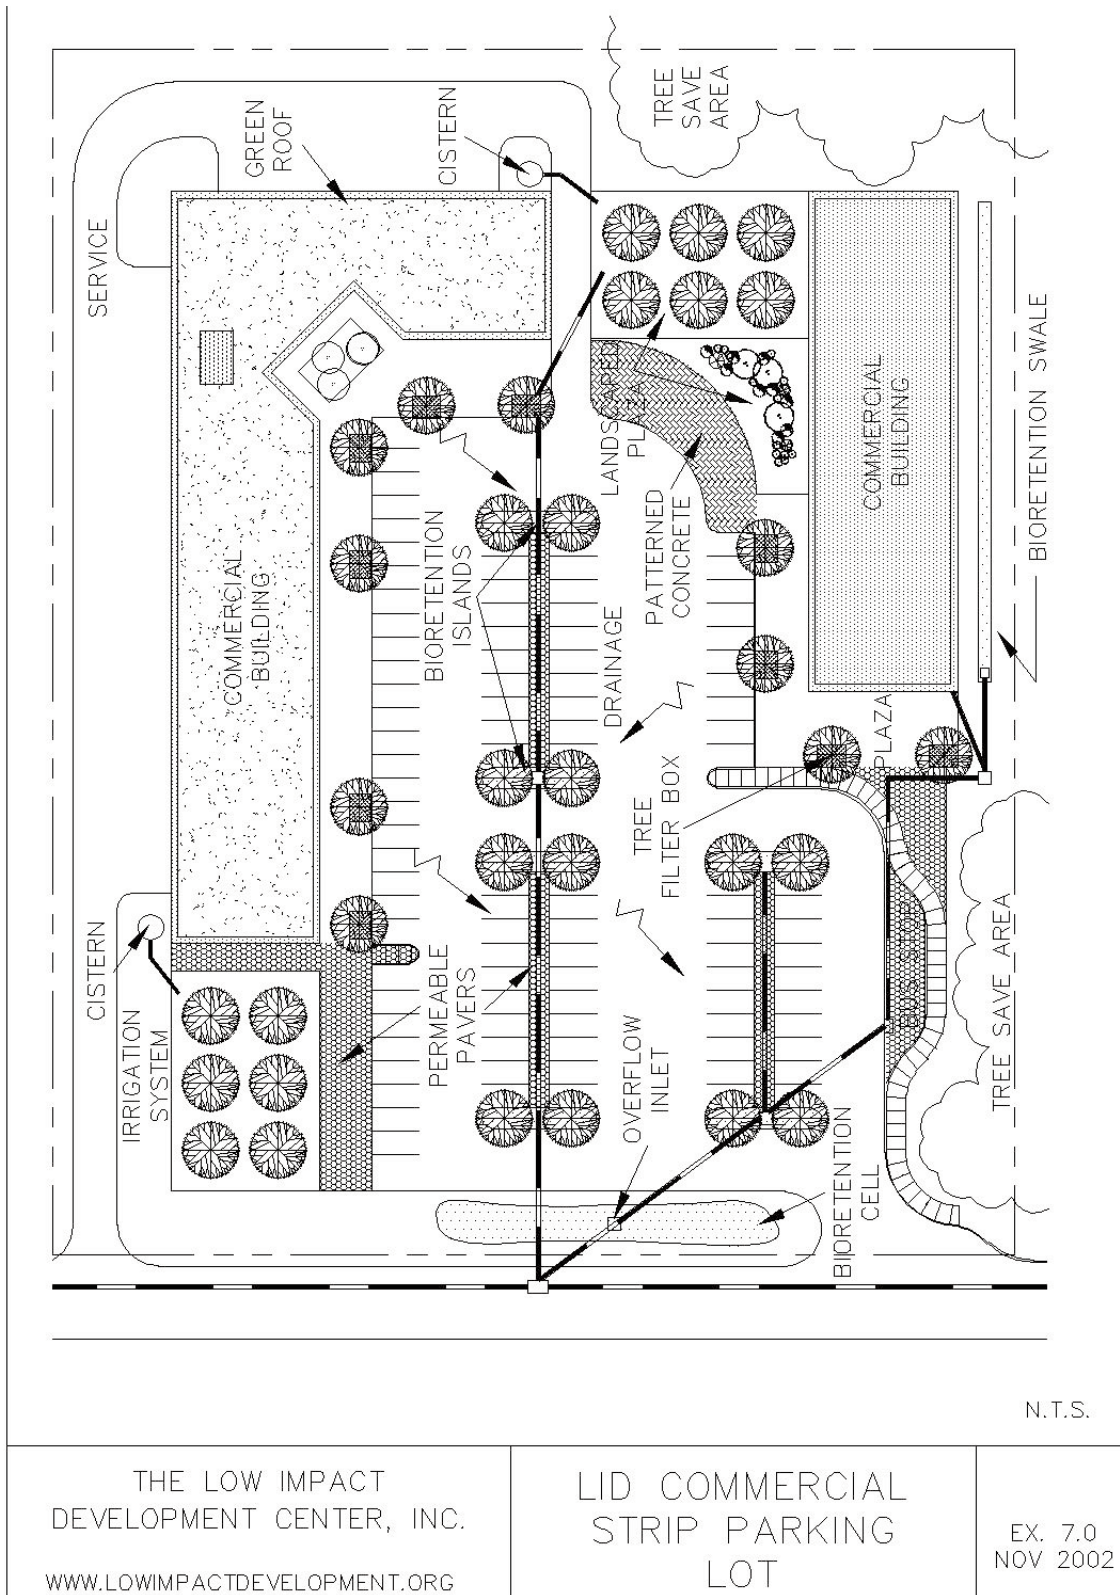 TREE
SAVE
AREA
GREEN
ROOF
CISTERN
SERVICE
BIORETENTION SWALE
COMMERCIAL
BUILDING
LANDSCAPED
PLAZA
PATTERNED
CONCRETE
BIORETENTION
ISLANDS
COMMERCIAL
BUILDING
DRAINAGE
PLAZA
TREE
FILTER BOX
CISTERN
IRRIGATION
SYSTEM
PERMEABLE
PAVERS
BUS STOP
TREE SAVE AREA
OVERFLOW
INLET
BIORETENTION
CELL
N.T.S.
THE LOW IMPACT
DEVELOPMENT CENTER, INC.
WWW.LOWIMPACTDEVELOPMENT.ORG
LID COMMERCIAL
STRIP PARKING
LOT
EX. 7.0
NOV 2002